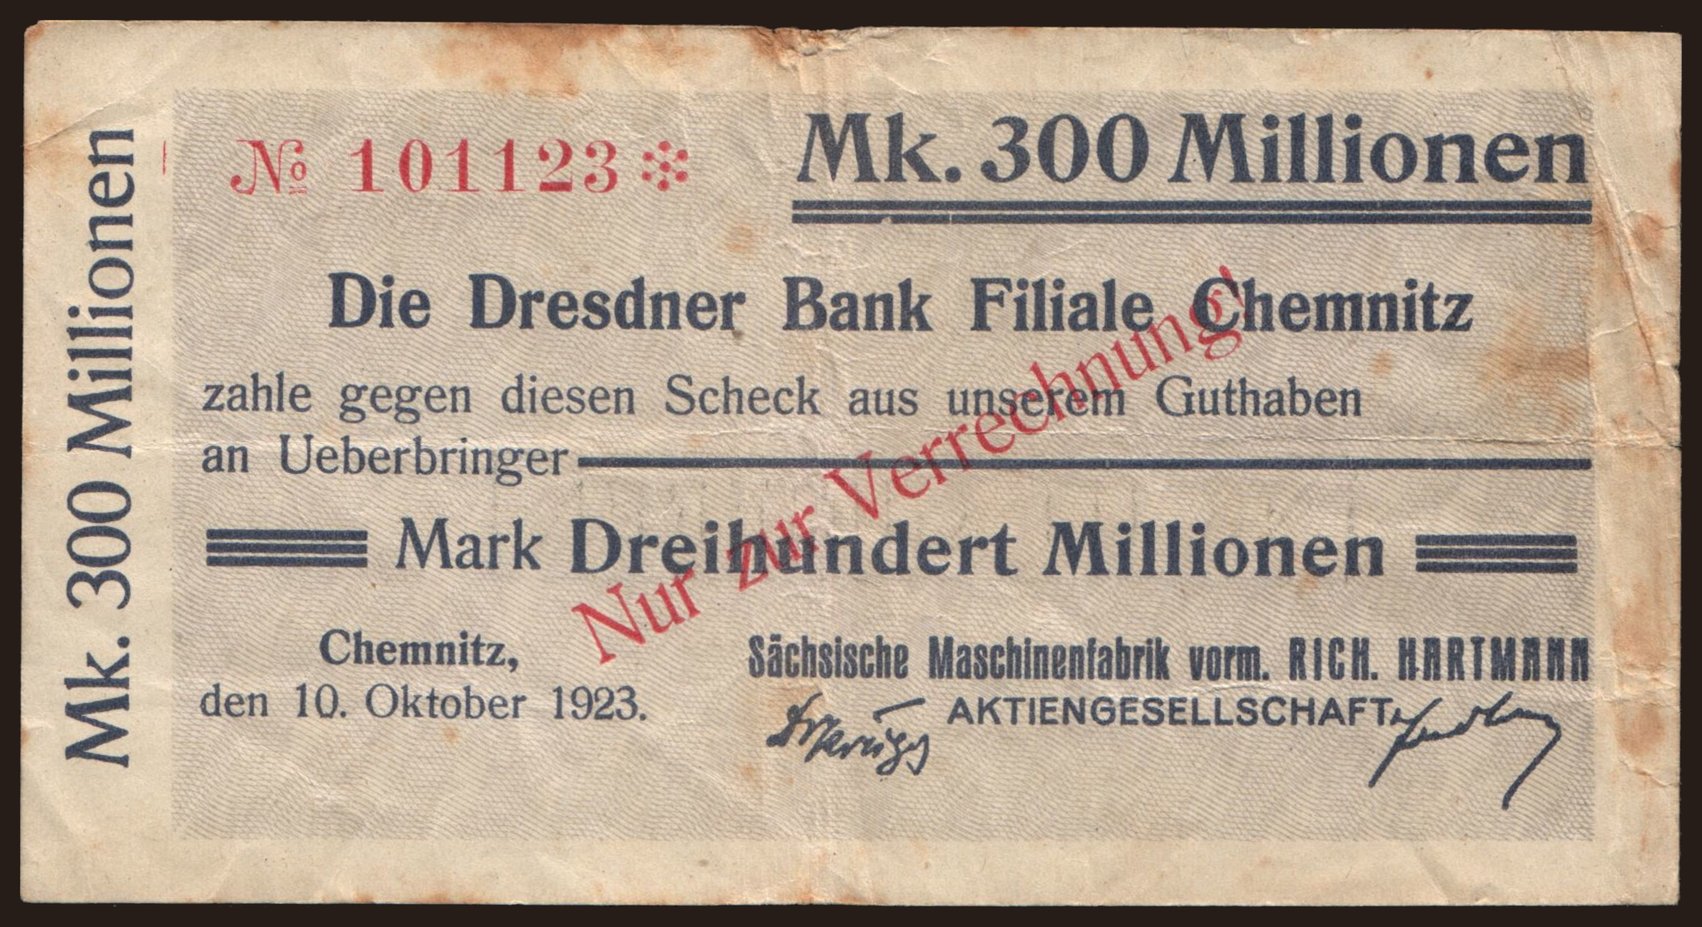 Mk. 300 Millionen
№ 101123
Mk. 300 Millionen
Die Dresdner Bank Filiale Chemnitz
zahle gegen diesen Scheck aus unserem Guthaben
an Ueberbringer
Mark Dreihundert Millionen
Nur zur Verrechnung!
Chemnitz,
den 10. Oktober 1923.
Sächsische Maschinenfabrik vorm. RICH. HARTMANN
AKTIENGESELLSCHAFT